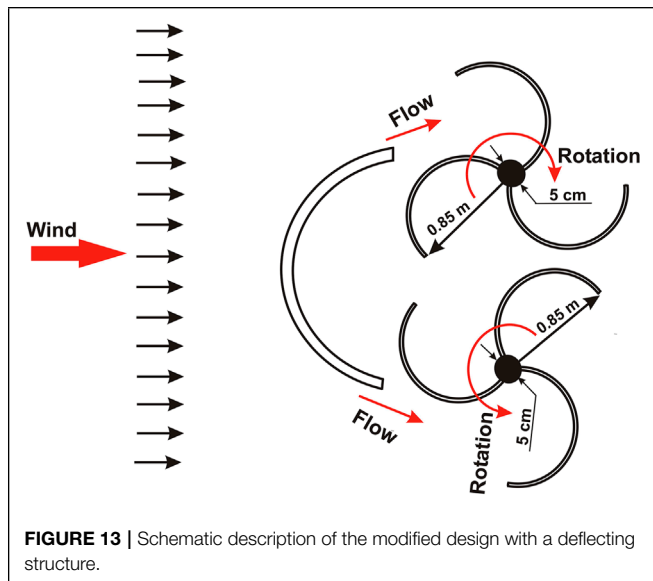 Flow
Rotation
5 cm
0.85 m
Wind
0.85 m
Flow
Rotation
5 cm
FIGURE 13 | Schematic description of the modified design with a deflecting
structure.